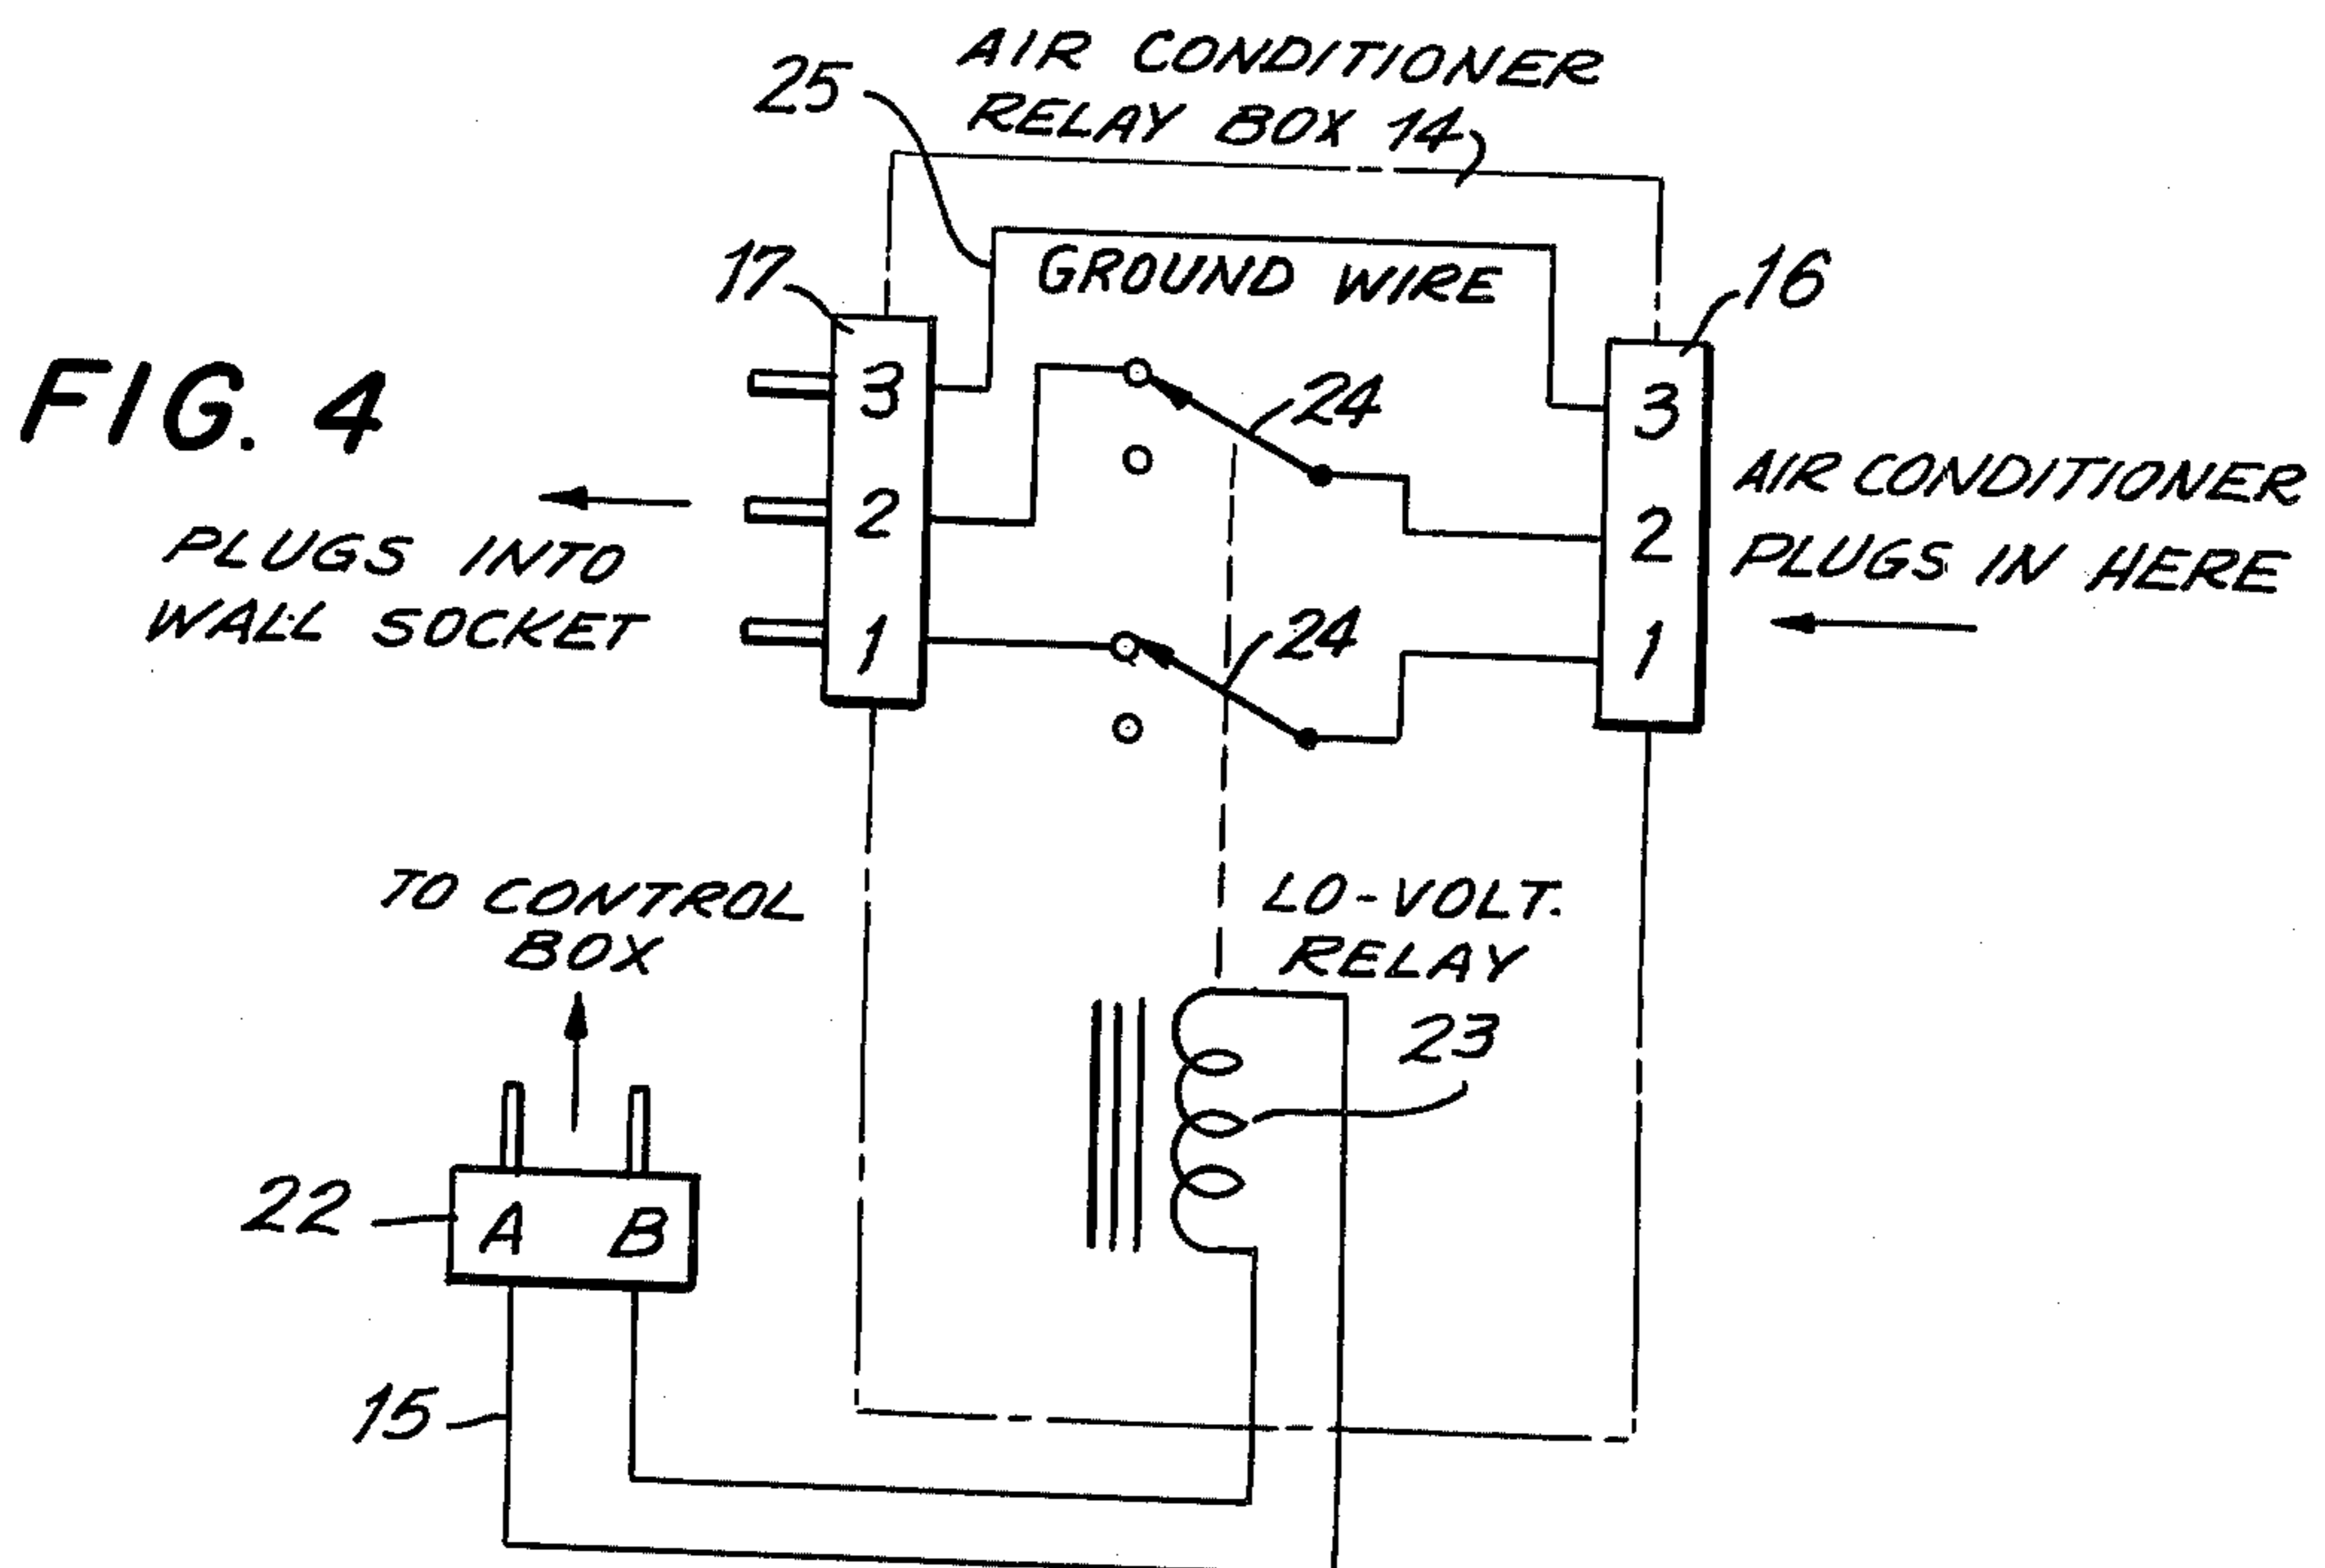 AIR CONDITIONER
RELAY BOX 14
25
GROUND WIRE
17
16
FIG. 4
3
2
1
24
24
3
2
1
PLUGS INTO
WALL SOCKET
AIR CONDITIONER
PLUGS IN HERE
TO CONTROL
BOX
LO-VOLT.
RELAY
23
22
A B
15